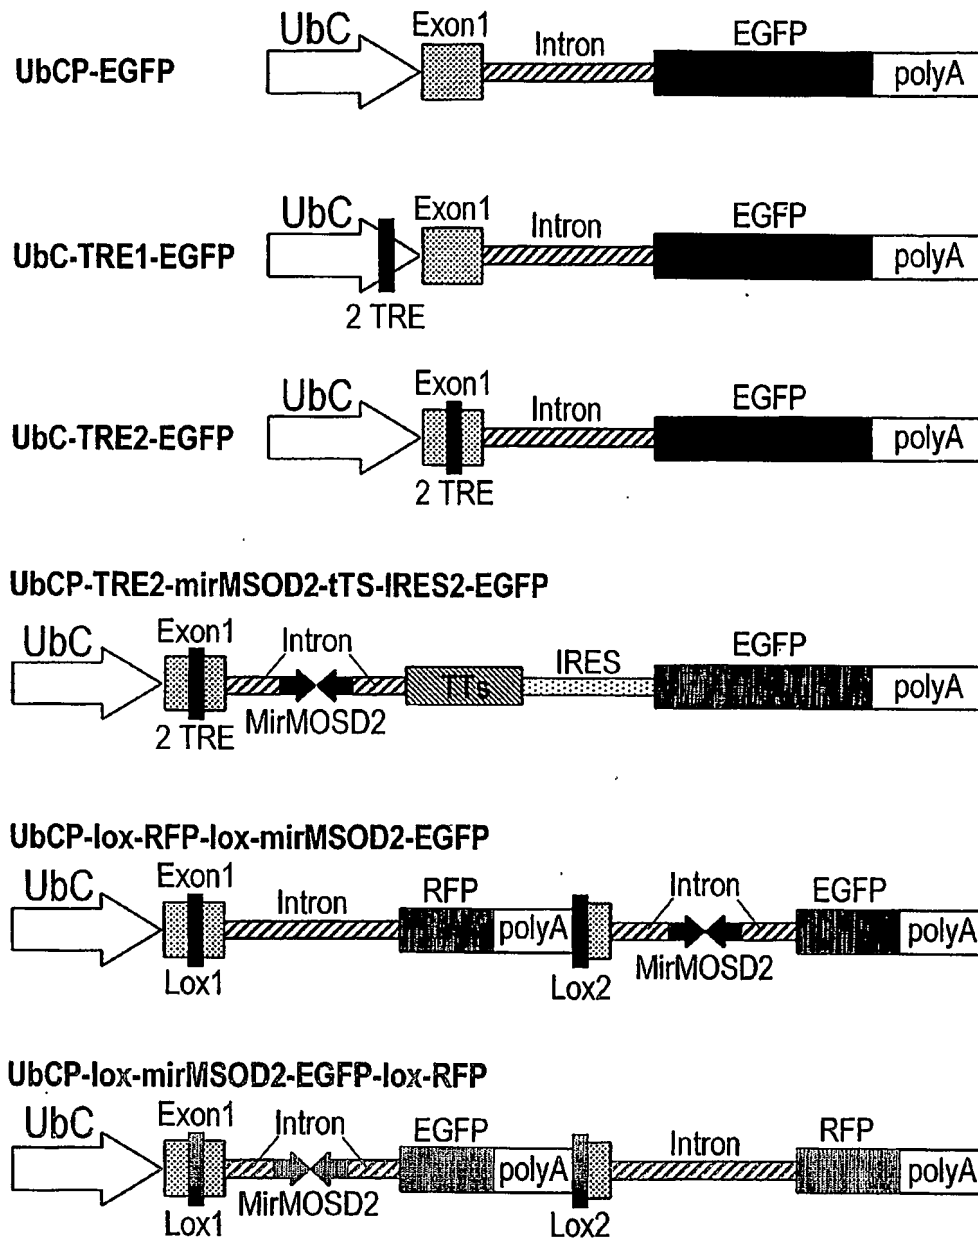 UbCP-EGFP
UbC
Exon1
Intron
EGFP
polyA
UbC-TRE1-EGFP
UbC
Exon1
Intron
EGFP
polyA
2 TRE
UbC-TRE2-EGFP
UbC
Exon1
Intron
EGFP
polyA
2 TRE
UbCP-TRE2-mirMSOD2-tTS-IRES2-EGFP
UbC
Exon1
Intron
TTs
IRES
EGFP
polyA
2 TRE
MirMOSD2
UbCP-lox-RFP-lox-mirMSOD2-EGFP
UbC
Exon1
Intron
RFP
polyA
Intron
EGFP
polyA
Lox1
Lox2
MirMOSD2
UbCP-lox-mirMSOD2-EGFP-lox-RFP
UbC
Exon1
Intron
EGFP
polyA
Intron
RFP
polyA
Lox1
MirMOSD2
Lox2